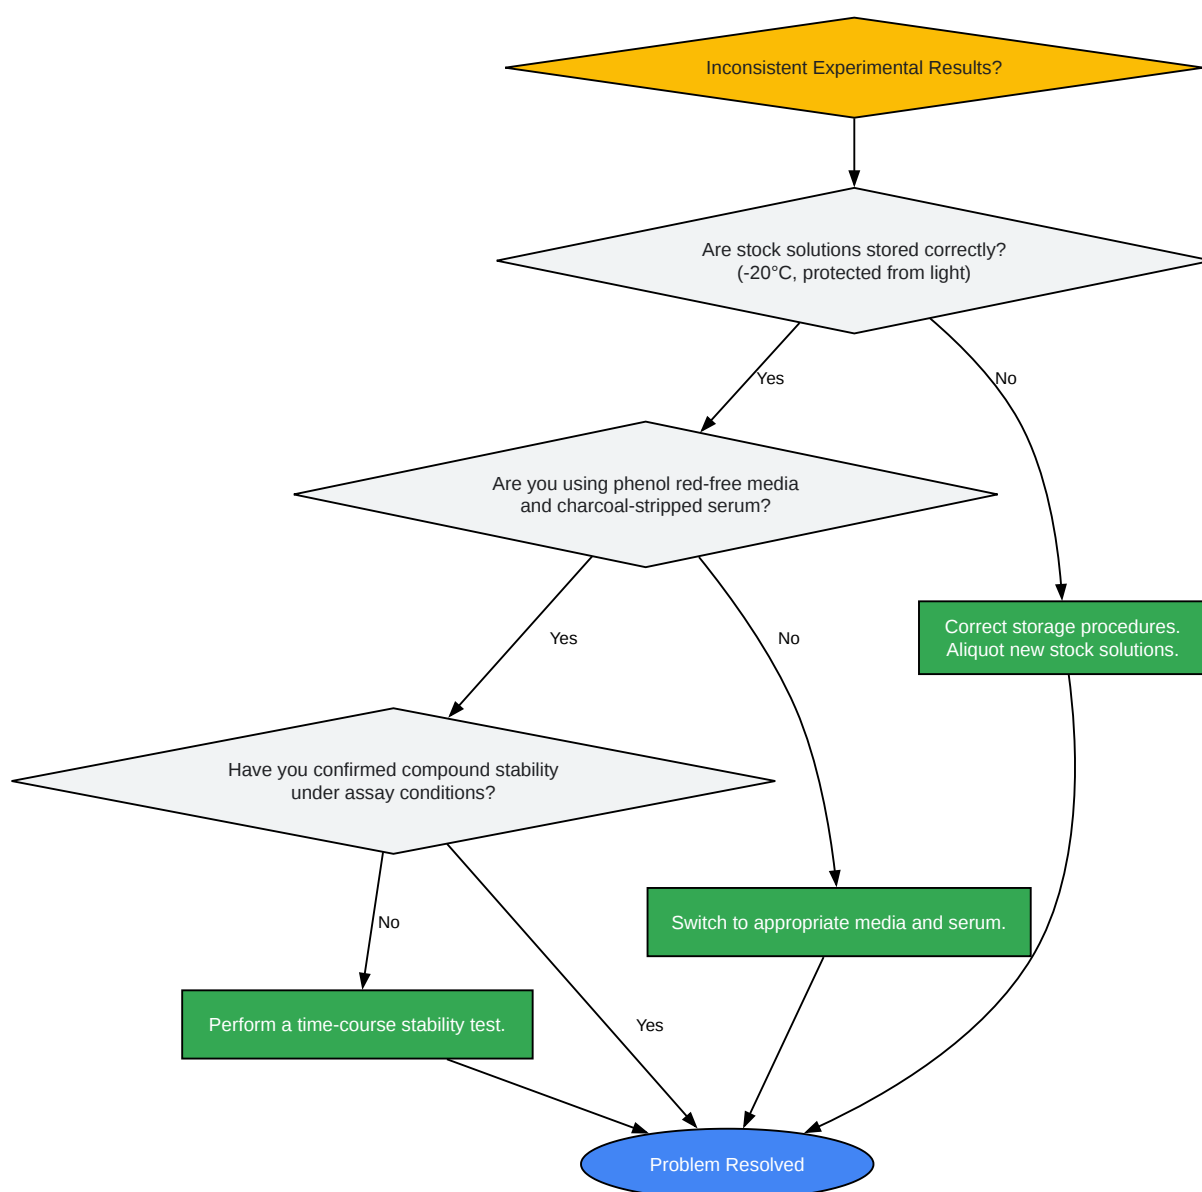 Inconsistent Experimental Results?
Are stock solutions stored correctly?
(-20°C, protected from light)
Yes
No
Are you using phenol red-free media
and charcoal-stripped serum?
Correct storage procedures.
Aliquot new stock solutions.
Yes
No
Have you confirmed compound stability
under assay conditions?
No
Switch to appropriate media and serum.
Perform a time-course stability test.
Yes
Problem Resolved